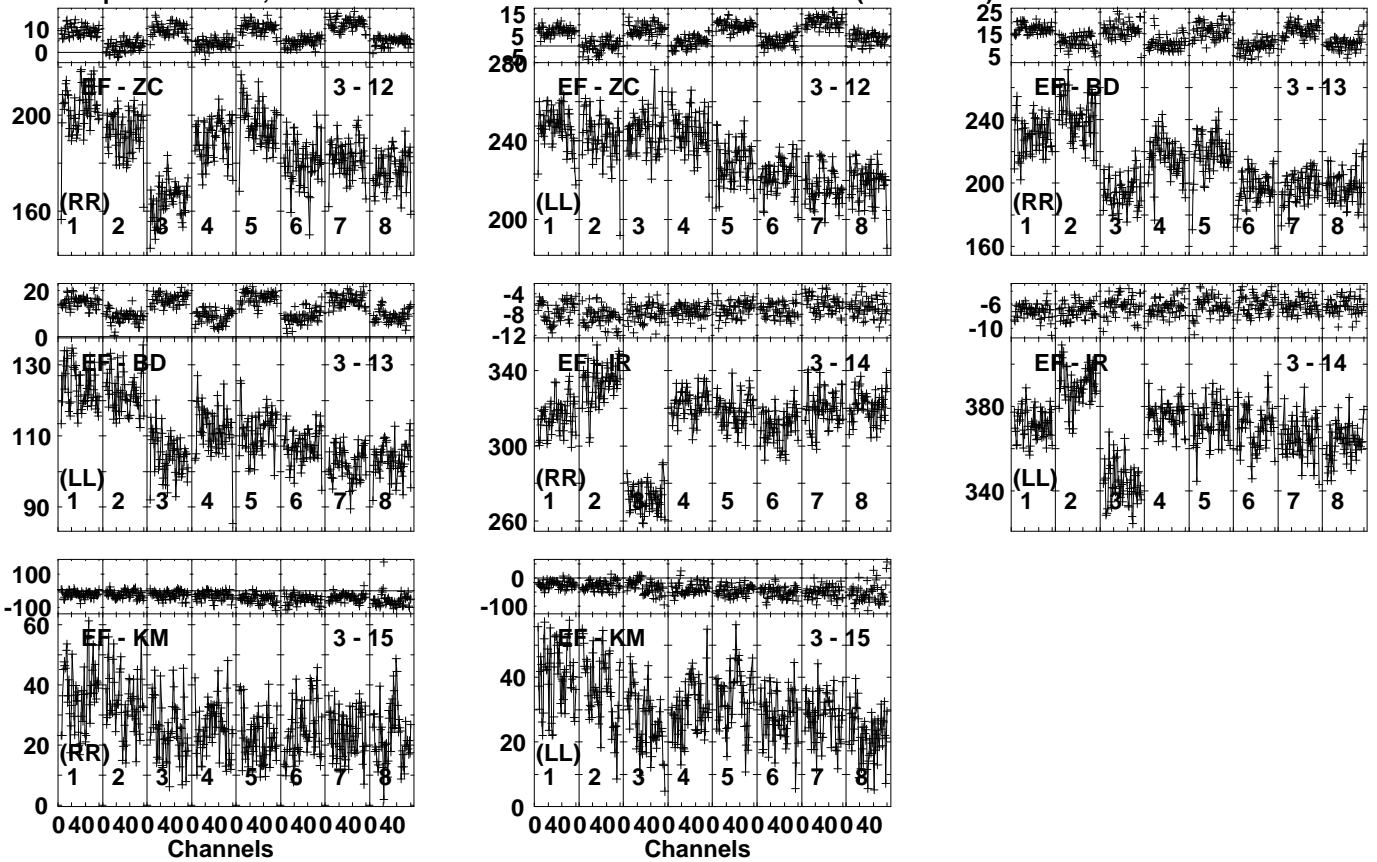 10
0
EF - ZC 3 - 12
200
160
(RR)
1 2 3 4 5 6 7 8
15
5
280
EF - ZC 3 - 12
240
200
(LL)
1 2 3 4 5 6 7 8
25
15
5
EF - BD 3 - 13
240
200
160
(RR)
1 2 3 4 5 6 7 8
20
0
EF - BD 3 - 13
130
110
90
(LL)
1 2 3 4 5 6 7 8
-4
-8
-12
EF - IR 3 - 14
340
300
260
(RR)
1 2 3 4 5 6 7 8
-6
-10
EF - IR 3 - 14
380
340
(LL)
1 2 3 4 5 6 7 8
100
-100
EF - KM 3 - 15
60
40
20
0
(RR)
1 2 3 4 5 6 7 8
0 40 0 40 0 40 0 40 0 40 0 40 0 40 0 40
Channels
0
-100
EF - KM 3 - 15
40
20
0
(LL)
1 2 3 4 5 6 7 8
0 40 0 40 0 40 0 40 0 40 0 40 0 40 0 40
Channels